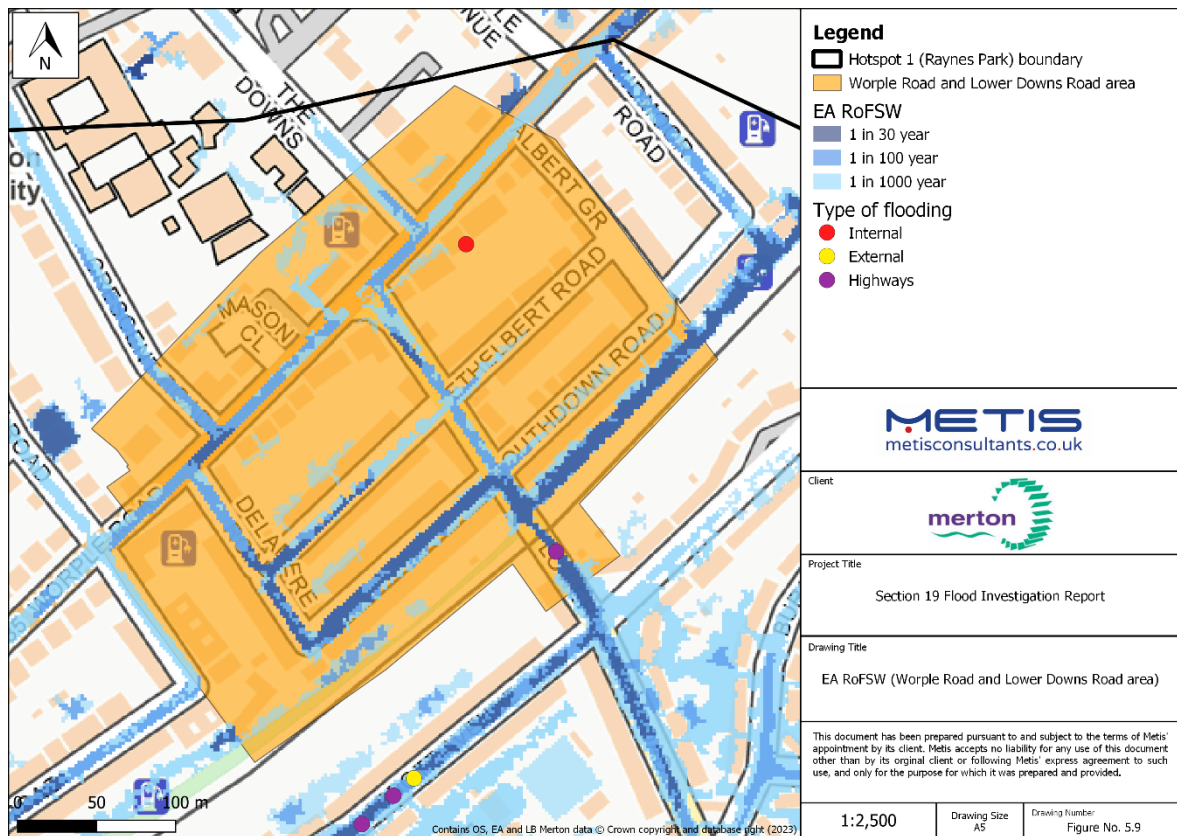 N
THE
DOWNS
NUE
ROAD
ALBERT GR
MASON
CL
ETHELBERT ROAD
SOUTHDOWN ROAD
ROAD
DELAMERE
WORPLE ROAD
on
ity
0 50 100 m
Contains OS, EA and LB Merton data © Crown copyright and database right (2023)
Legend
Hotspot 1 (Raynes Park) boundary
Worple Road and Lower Downs Road area
EA RoFSW
1 in 30 year
1 in 100 year
1 in 1000 year
Type of flooding
Internal
External
Highways
METIS
metisconsultants.co.uk
Client
merton
Project Title
Section 19 Flood Investigation Report
Drawing Title
EA RoFSW (Worple Road and Lower Downs Road area)
This document has been prepared pursuant to and subject to the terms of Metis'
appointment by its client. Metis accepts no liability for any use of this document
other than by its orginal client or following Metis' express agreement to such
use, and only for the purpose for which it was prepared and provided.
1:2,500
Drawing Size
A5
Drawing Number
Figure No. 5.9